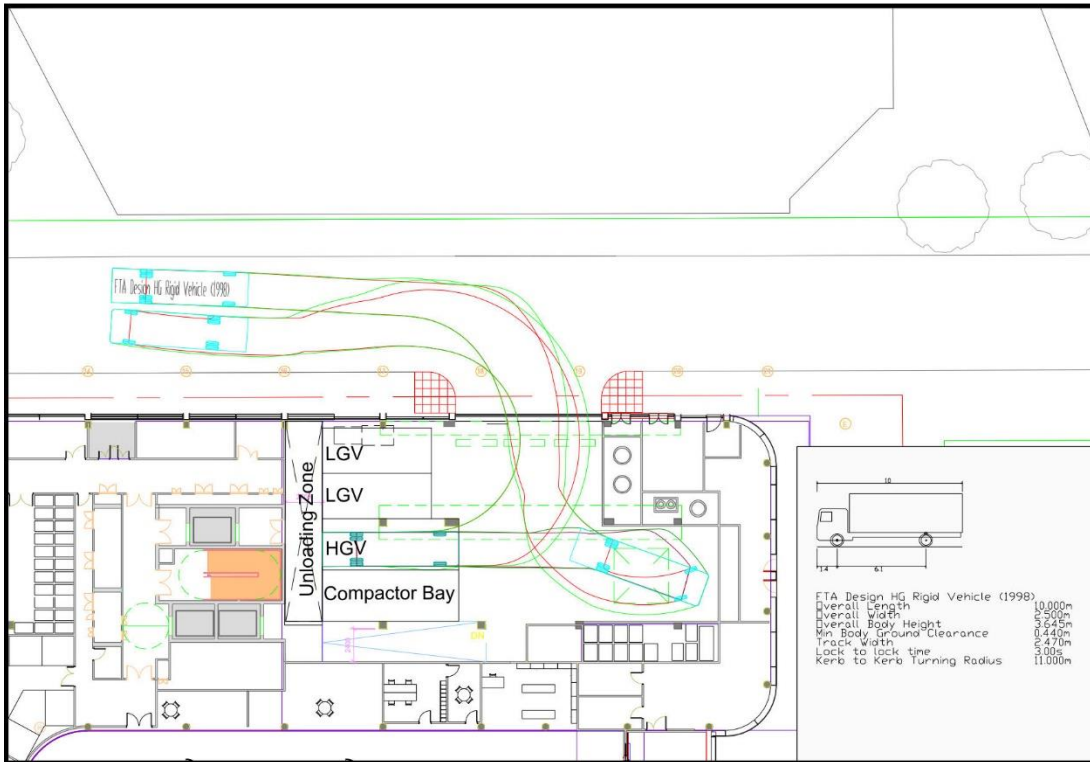 FTA Design HG Rigid Vehicle (1998)
Unloading Zone
LGV
LGV
HGV
Compactor Bay
DN
10
1.4
6.1
FTA Design HG Rigid Vehicle (1998)
Overall Length 10.000m
Overall Width 2.500m
Overall Body Height 3.645m
Min Body Ground Clearance 0.440m
Track Width 2.470m
Lock to lock time 3.00s
Kerb to Kerb Turning Radius 11.000m